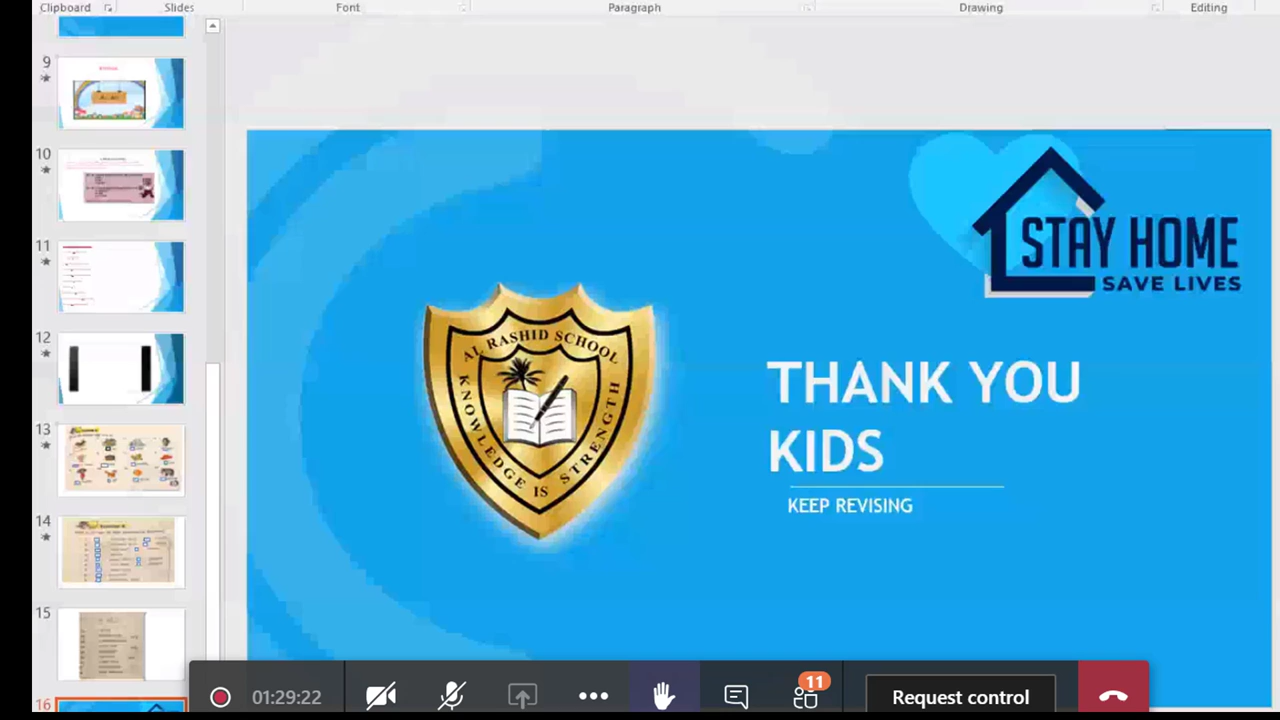 Clipboard
Slides
Font
Paragraph
Drawing
Editing
9
10
11
12
13
14
15
16
STAY HOME
SAVE LIVES
AL RASHID SCHOOL
KNOWLEDGE IS STRENGTH
THANK YOU
KIDS
KEEP REVISING
01:29:22
11
Request control